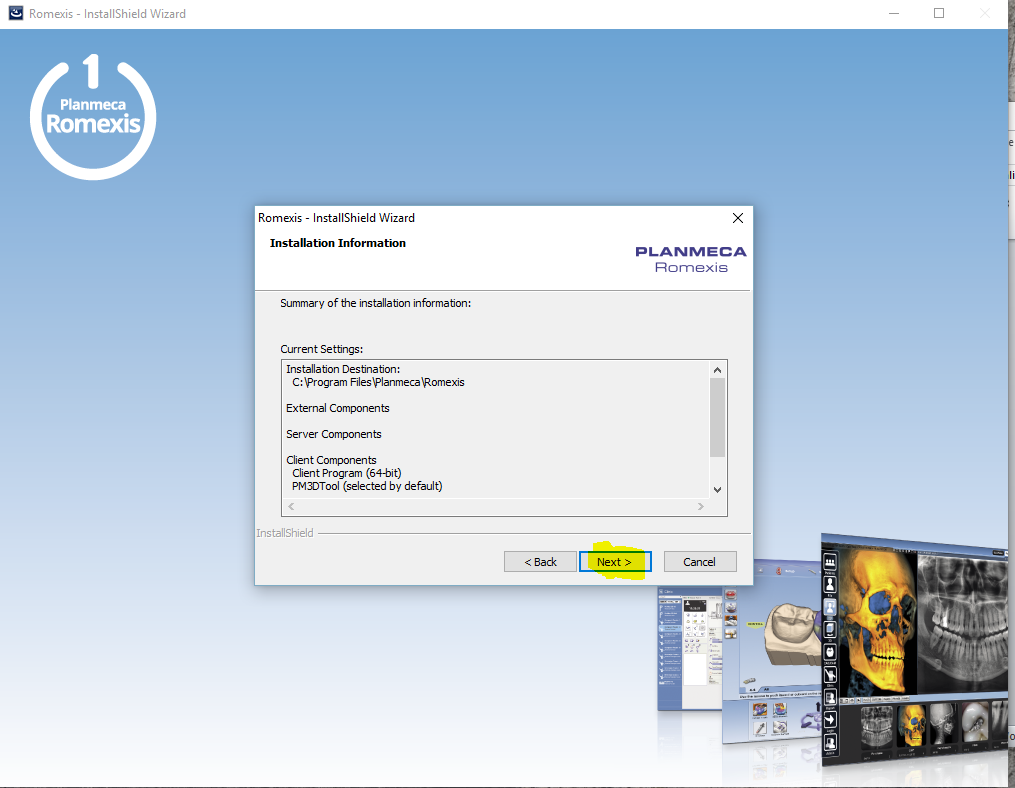 Romexis - InstallShield Wizard
1
Planmeca
Romexis
Romexis - InstallShield Wizard
Installation Information
PLANMECA
Romexis
Summary of the installation information:
Current Settings:
Installation Destination:
C:\Program Files\Planmeca\Romexis
External Components
Server Components
Client Components
Client Program (64-bit)
PM3DTool (selected by default)
InstallShield
< Back
Next >
Cancel